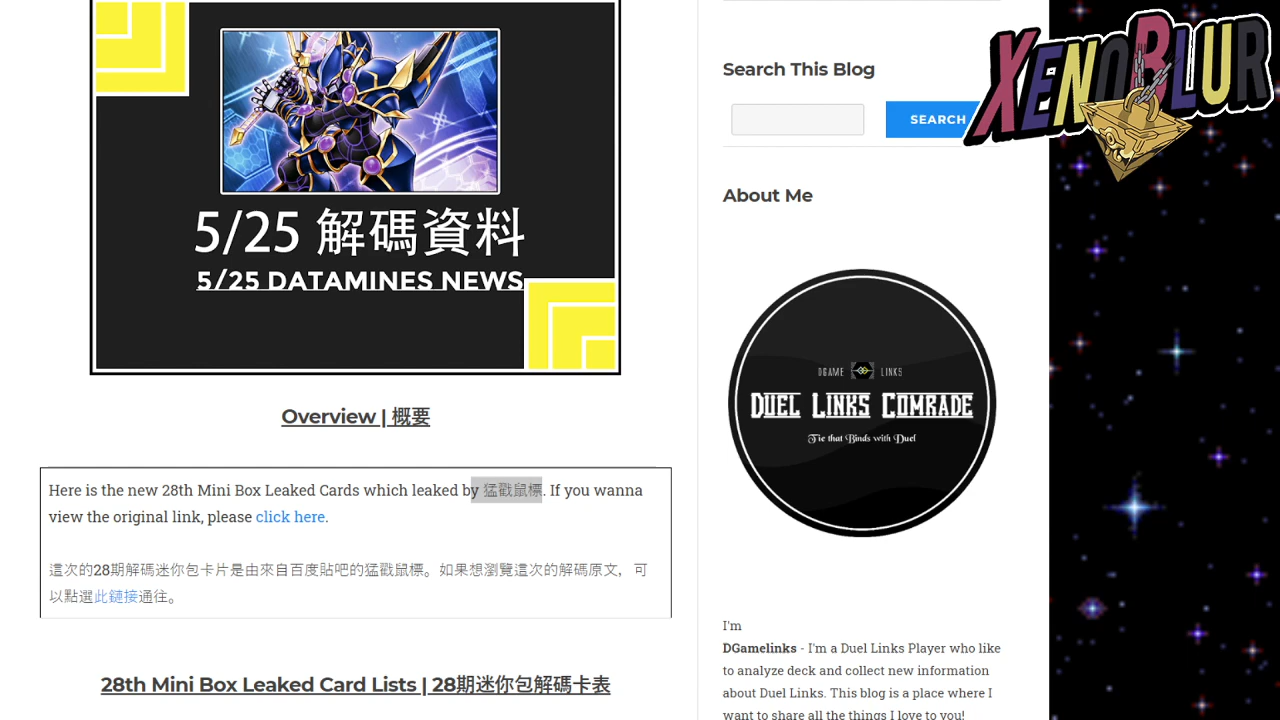 XENOBLUR
Search This Blog
SEARCH
About Me
5/25 解碼資料
5/25 DATAMINES NEWS
DGAME LINKS
DUEL LINKS COMRADE
Tie that Binds with Duel
Overview | 概要
Here is the new 28th Mini Box Leaked Cards which leaked by 猛戳鼠標. If you wanna
view the original link, please click here.
這次的28期解碼迷你包卡片是由來自百度貼吧的猛戳鼠標。如果想瀏覽這次的解碼原文，可
以點選此鏈接通往。
28th Mini Box Leaked Card Lists | 28期迷你包解碼卡表
I'm
DGamelinks - I'm a Duel Links Player who like
to analyze deck and collect new information
about Duel Links. This blog is a place where I
want to share all the things I love to you!